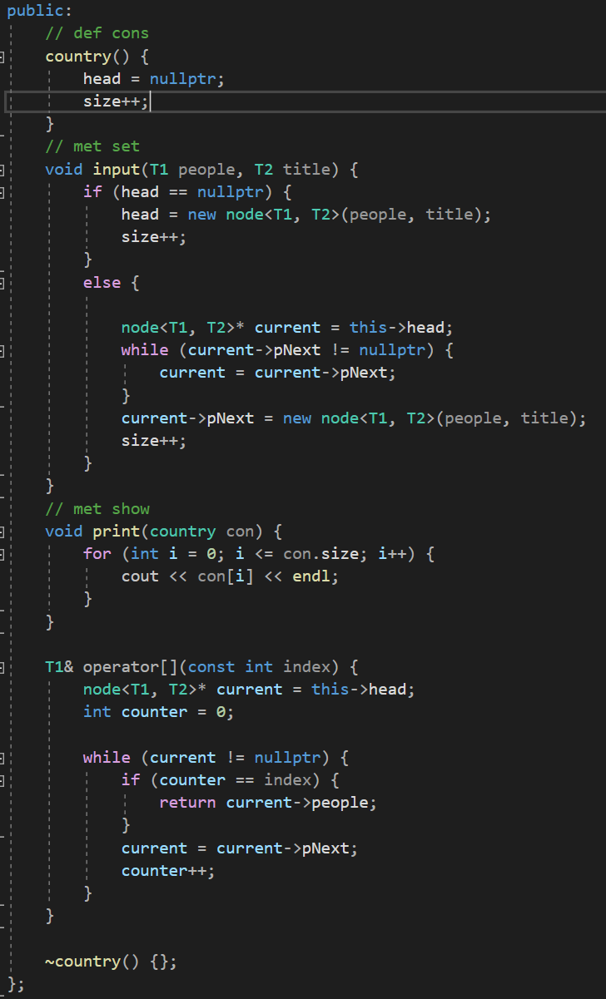 public:
    // def cons
    country() {
        head = nullptr;
        size++;
    }
    // met set
    void input(T1 people, T2 title) {
        if (head == nullptr) {
            head = new node<T1, T2>(people, title);
            size++;
        }
        else {

            node<T1, T2>* current = this->head;
            while (current->pNext != nullptr) {
                current = current->pNext;
            }
            current->pNext = new node<T1, T2>(people, title);
            size++;
        }
    }
    // met show
    void print(country con) {
        for (int i = 0; i <= con.size; i++) {
            cout << con[i] << endl;
        }
    }

    T1& operator[](const int index) {
        node<T1, T2>* current = this->head;
        int counter = 0;

        while (current != nullptr) {
            if (counter == index) {
                return current->people;
            }
            current = current->pNext;
            counter++;
        }
    }

    ~country() {};
};